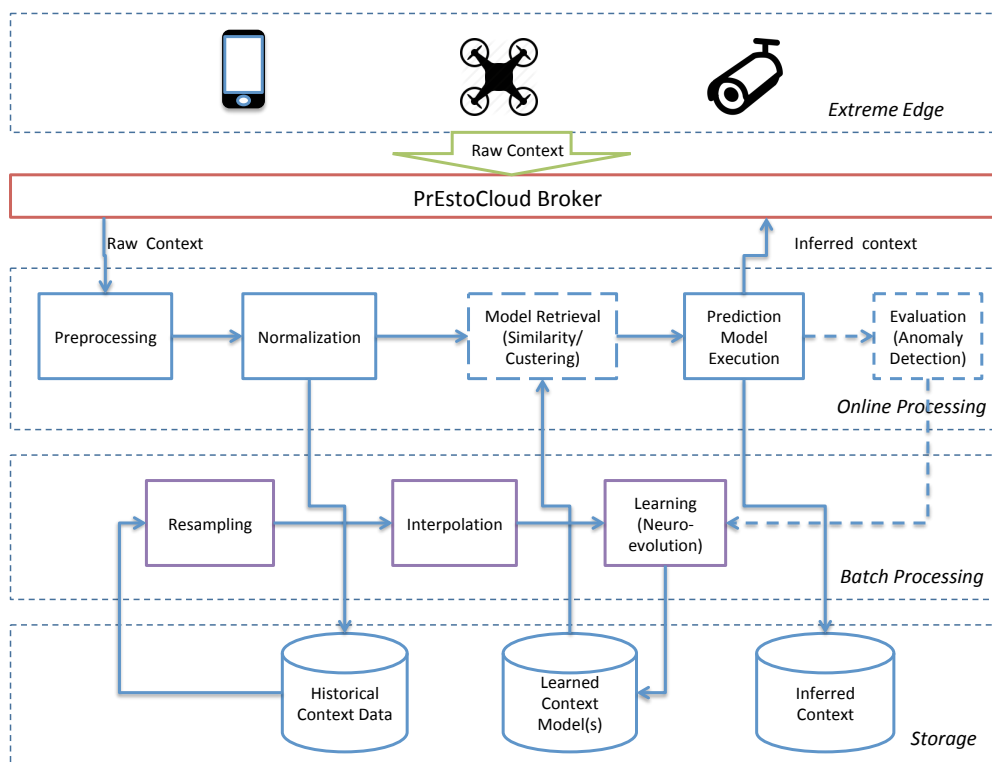 Extreme Edge
Raw Context
PrEstoCloud Broker
Raw Context
Inferred context
Preprocessing
Normalization
Model Retrieval
(Similarity/
Custering)
Prediction
Model
Execution
Evaluation
(Anomaly
Detection)
Online Processing
Resampling
Interpolation
Learning
(Neuro-
evolution)
Batch Processing
Historical
Context Data
Learned
Context
Model(s)
Inferred
Context
Storage